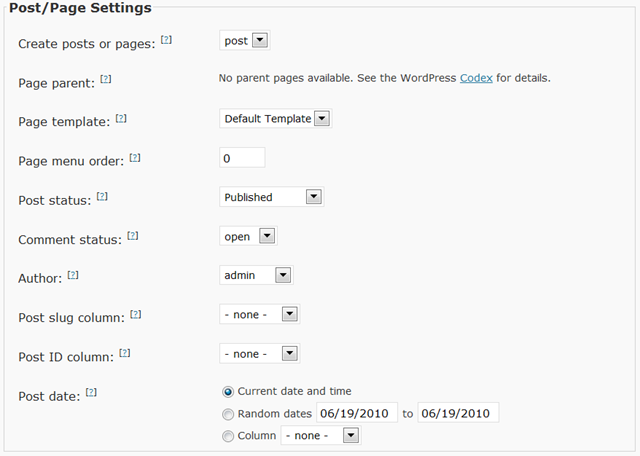 Post/Page Settings
Create posts or pages: [?] post
Page parent: [?] No parent pages available. See the WordPress Codex for details.
Page template: [?] Default Template
Page menu order: [?] 0
Post status: [?] Published
Comment status: [?] open
Author: [?] admin
Post slug column: [?] - none -
Post ID column: [?] - none -
Post date: [?] Current date and time
Random dates 06/19/2010 to 06/19/2010
Column - none -